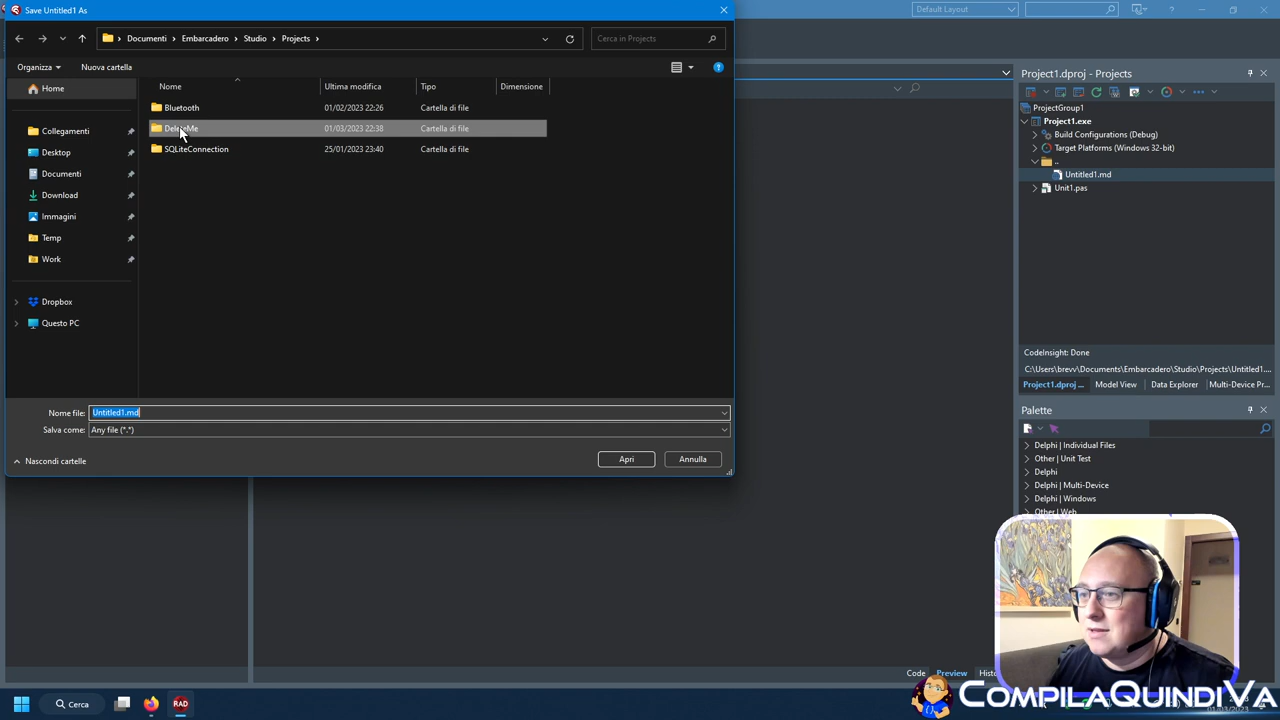 Save Untitled1 As
Default Layout
Documenti
Embarcadero
Studio
Projects
Cerca in Projects
Organizza
Nuova cartella
Home
Collegamenti
Desktop
Documenti
Download
Immagini
Temp
Work
Dropbox
Questo PC
Nome Ultima modifica Tipo Dimensione
Bluetooth 01/02/2023 22:26 Cartella di file
DeleteMe 01/03/2023 22:38 Cartella di file
SQLiteConnection 25/01/2023 23:40 Cartella di file
Nome file: Untitled1.md
Salva come: Any file (*.*)
Nascondi cartelle
Apri
Annulla
Project1.dproj - Projects
ProjectGroup1
Project1.exe
Build Configurations (Debug)
Target Platforms (Windows 32-bit)
..
Untitled1.md
Unit1.pas
CodeInsight: Done
C:\Users\brevv\Documents\Embarcadero\Studio\Projects\Untitled1...
Project1.dproj ... Model View Data Explorer Multi-Device Pr...
Palette
Delphi | Individual Files
Other | Unit Test
Delphi
Delphi | Multi-Device
Delphi | Windows
Other | Web
Code Preview
Cerca
RAD
CompilaQuindiVa